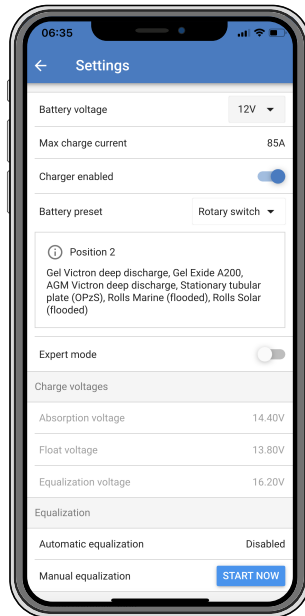 06:35
Settings
Battery voltage 12V
Max charge current 85A
Charger enabled
Battery preset Rotary switch
Position 2
Gel Victron deep discharge, Gel Exide A200,
AGM Victron deep discharge, Stationary tubular
plate (OPzS), Rolls Marine (flooded), Rolls Solar
(flooded)
Expert mode
Charge voltages
Absorption voltage 14.40V
Float voltage 13.80V
Equalization voltage 16.20V
Equalization
Automatic equalization Disabled
Manual equalization START NOW